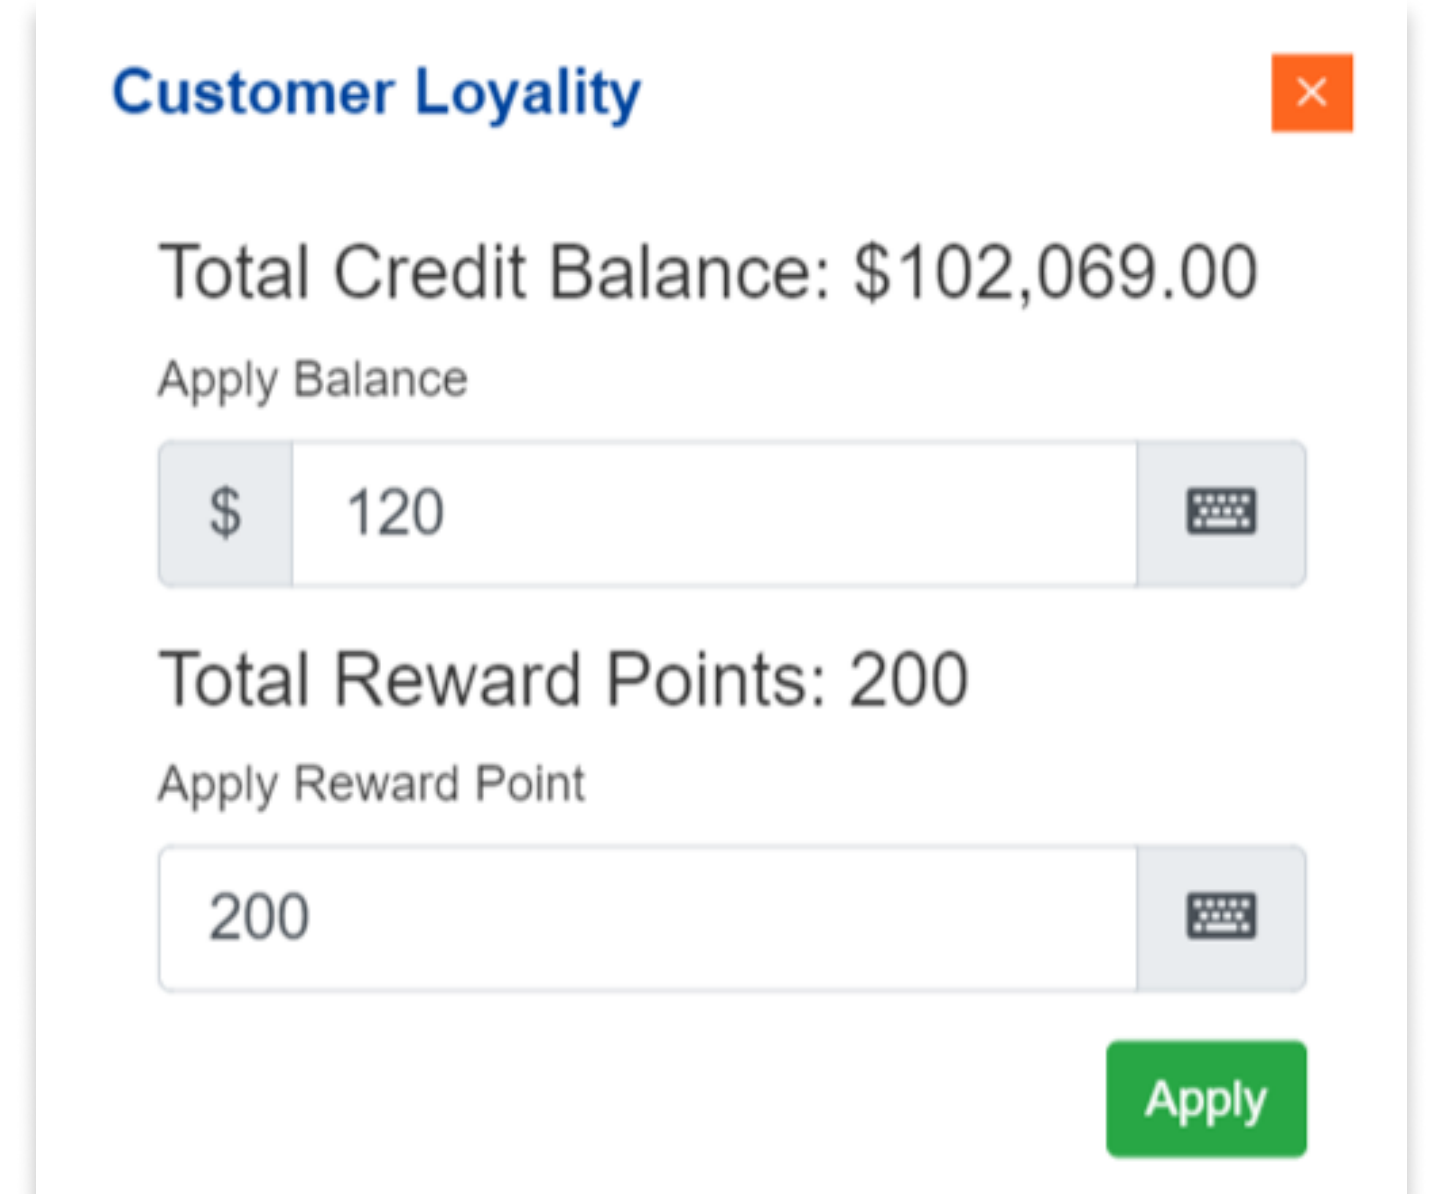 Customer Loyality
Total Credit Balance: $102,069.00
Apply Balance
$ 120
Total Reward Points: 200
Apply Reward Point
200
Apply